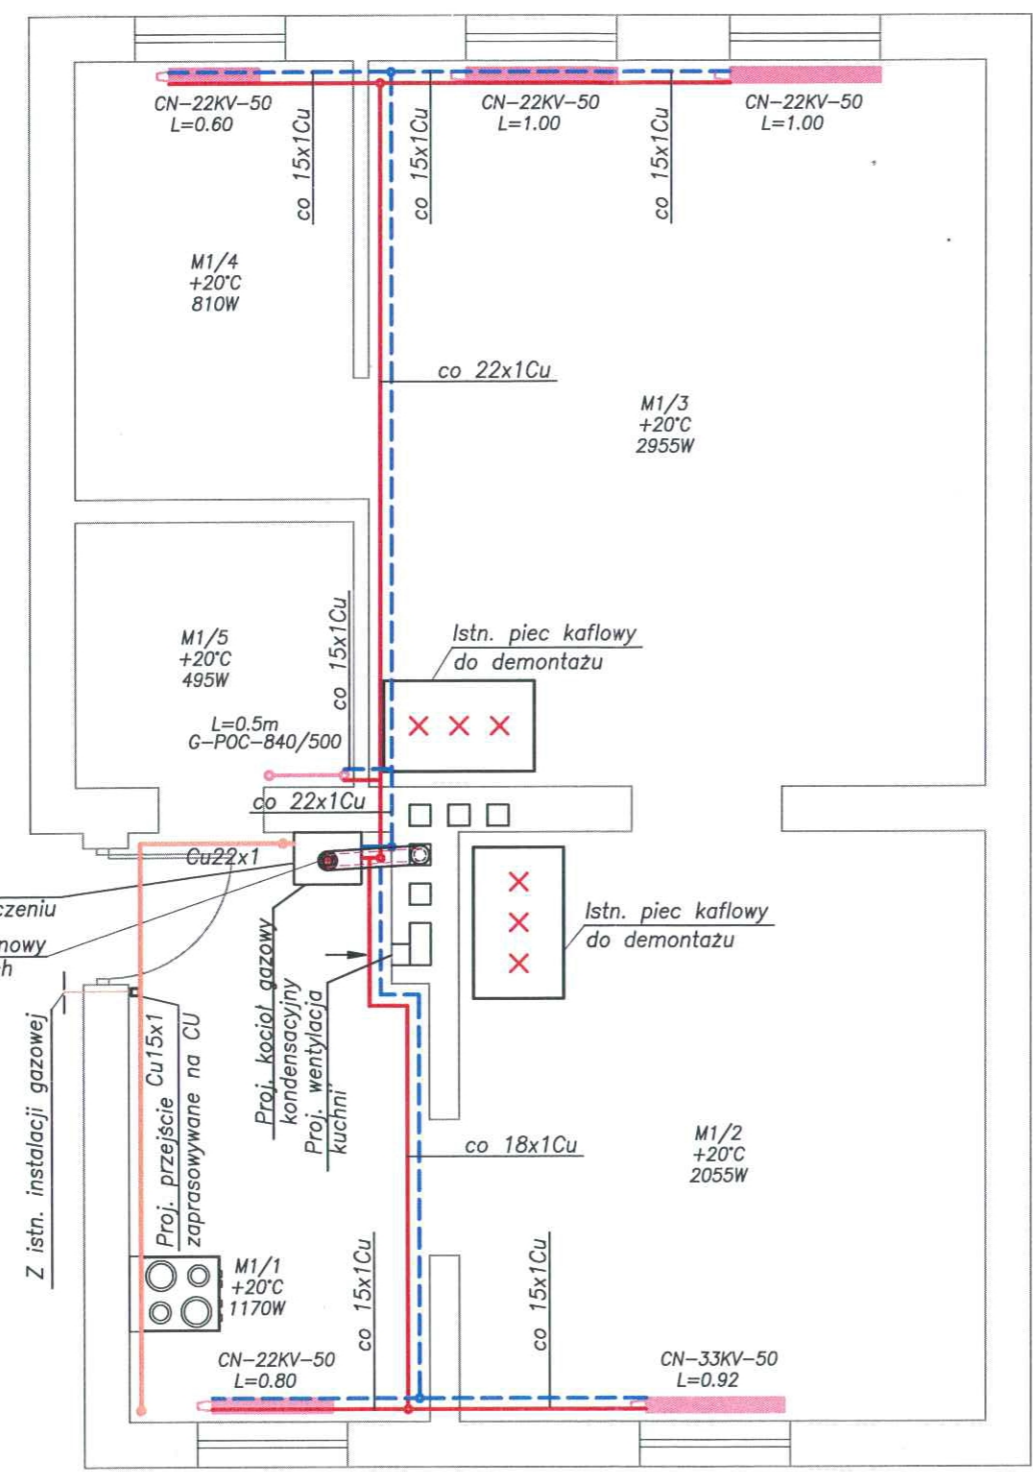 CN-22KV-50
L=0.60
CN-22KV-50
L=1.00
CN-22KV-50
L=1.00
co 15x1Cu
co 15x1Cu
co 15x1Cu
M1/4
+20°C
810W
co 22x1Cu
M1/3
+20°C
2955W
co 15x1Cu
M1/5
+20°C
495W
Istn. piec kaflowy
do demontażu
L=0.5m
G-POC-840/500
co 22x1Cu
Cu22x1
czeniu
nowy
h
Istn. piec kaflowy
do demontażu
Proj. kocioł gazowy
kondensacyjny
Proj. wentylacja
kuchni
Z istn. instalacji gazowej
Cu15x1
Proj. przejście
zaprasowywane na CU
co 18x1Cu
M1/2
+20°C
2055W
M1/1
+20°C
1170W
co 15x1Cu
co 15x1Cu
CN-22KV-50
L=0.80
CN-33KV-50
L=0.92